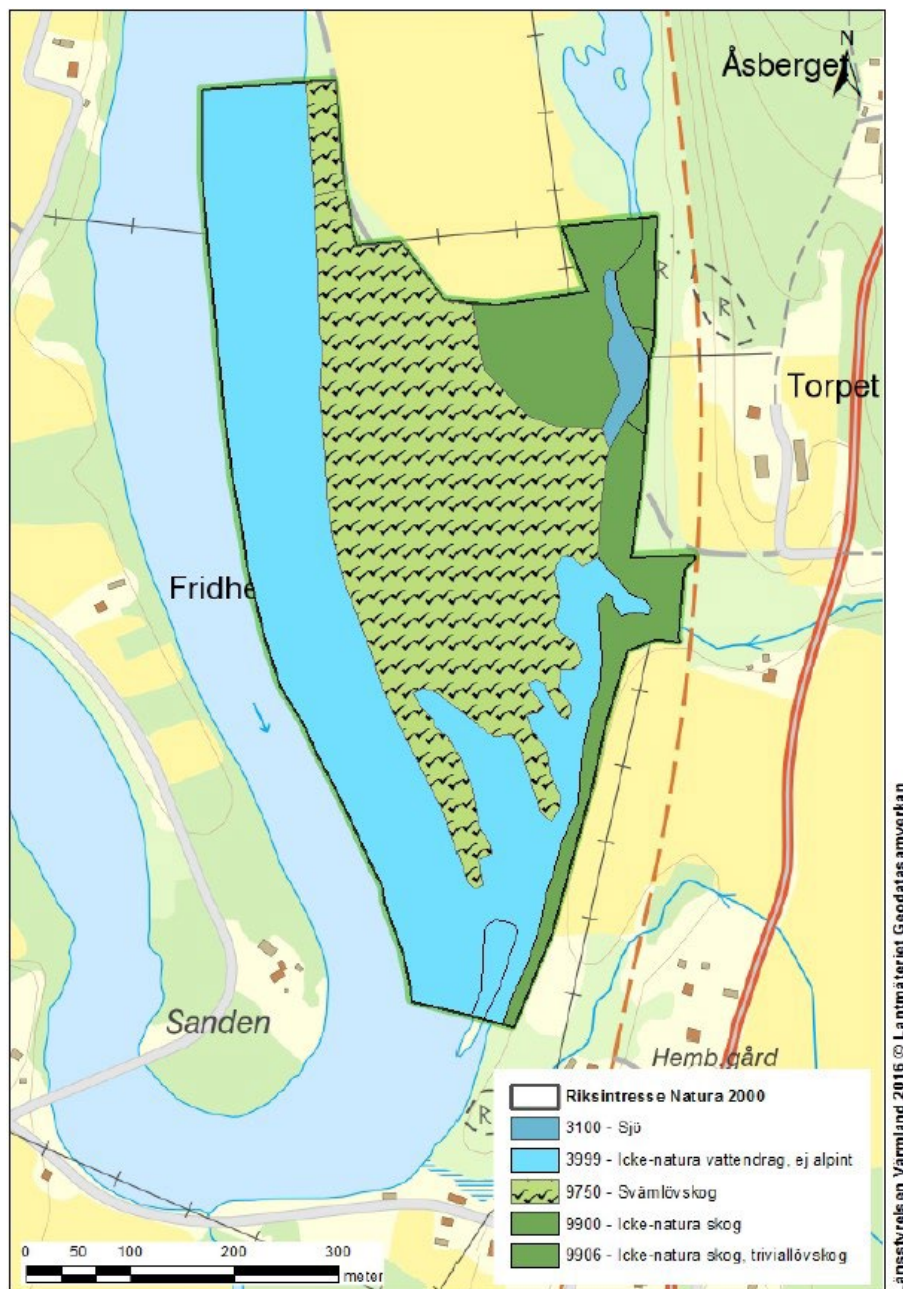 N
Åsberget
R
R
Torpet
Fridhe
Sanden
Hemb.gård
R
Riksintresse Natura 2000
3100 - Sjö
3999 - Icke-natura vattendrag, ej alpint
9750 - Svämlövskog
9900 - Icke-natura skog
9906 - Icke-natura skog, triviallövskog
0 50 100 200 300
meter
Länsstyrelsen Värmland 2016 © Lantmäteriet Geodatasamverkan